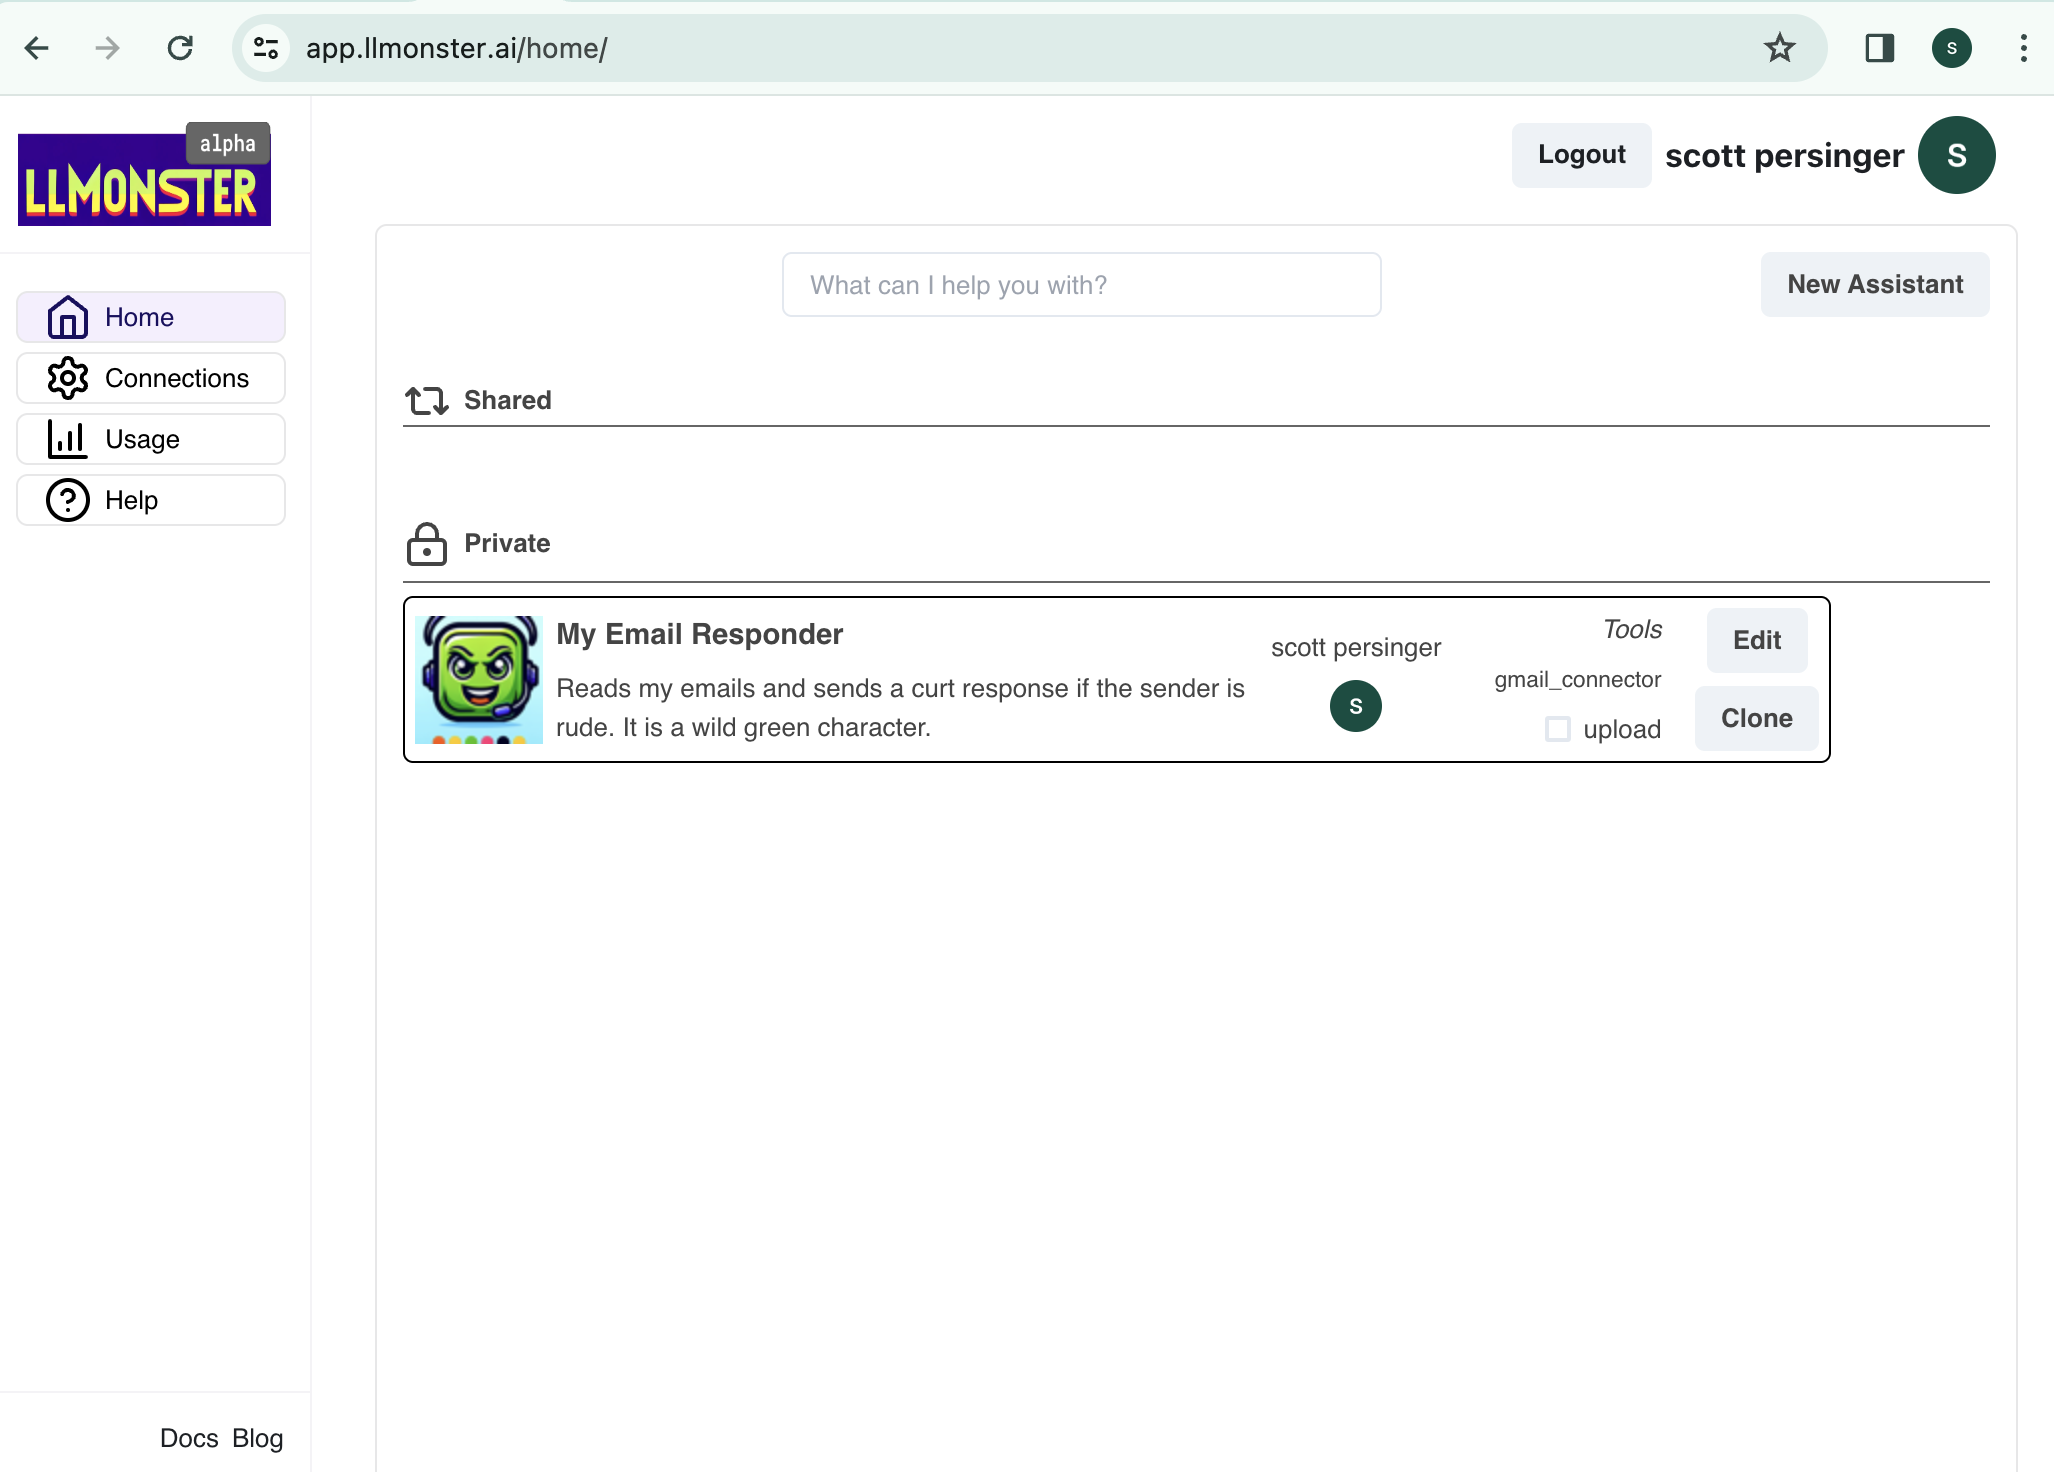 app.llmonster.ai/home/
S
alpha
LLMONSTER
Logout
scott persinger
S
What can I help you with?
New Assistant
Home
Connections
Usage
Help
Shared
Private
My Email Responder
Reads my emails and sends a curt response if the sender is
rude. It is a wild green character.
scott persinger
S
Tools
gmail_connector
upload
Edit
Clone
Docs Blog